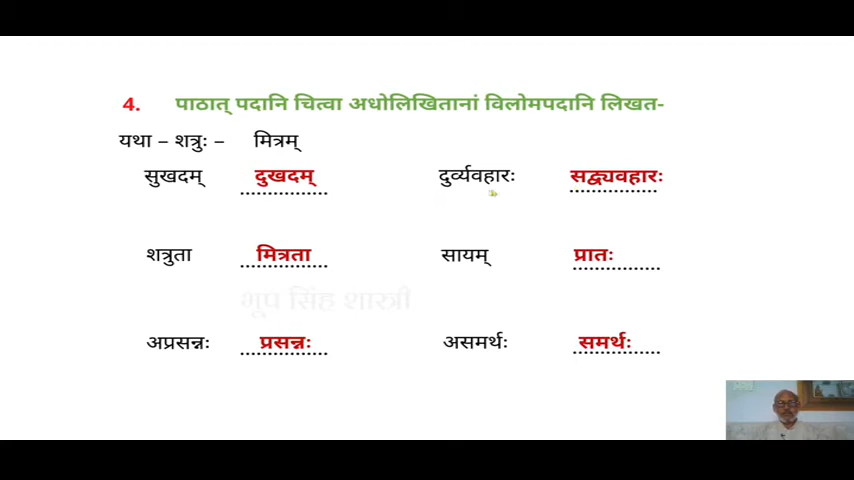 4. पाठात् पदानि चित्वा अधोलिखितानां विलोमपदानि लिखत-
यथा – शत्रुः – मित्रम्
सुखदम् दुखदम् दुर्व्यवहारः सद्व्यवहारः
शत्रुता मित्रता सायम् प्रातः
भूप सिंह शास्त्री
अप्रसन्नः प्रसन्नः असमर्थः समर्थः